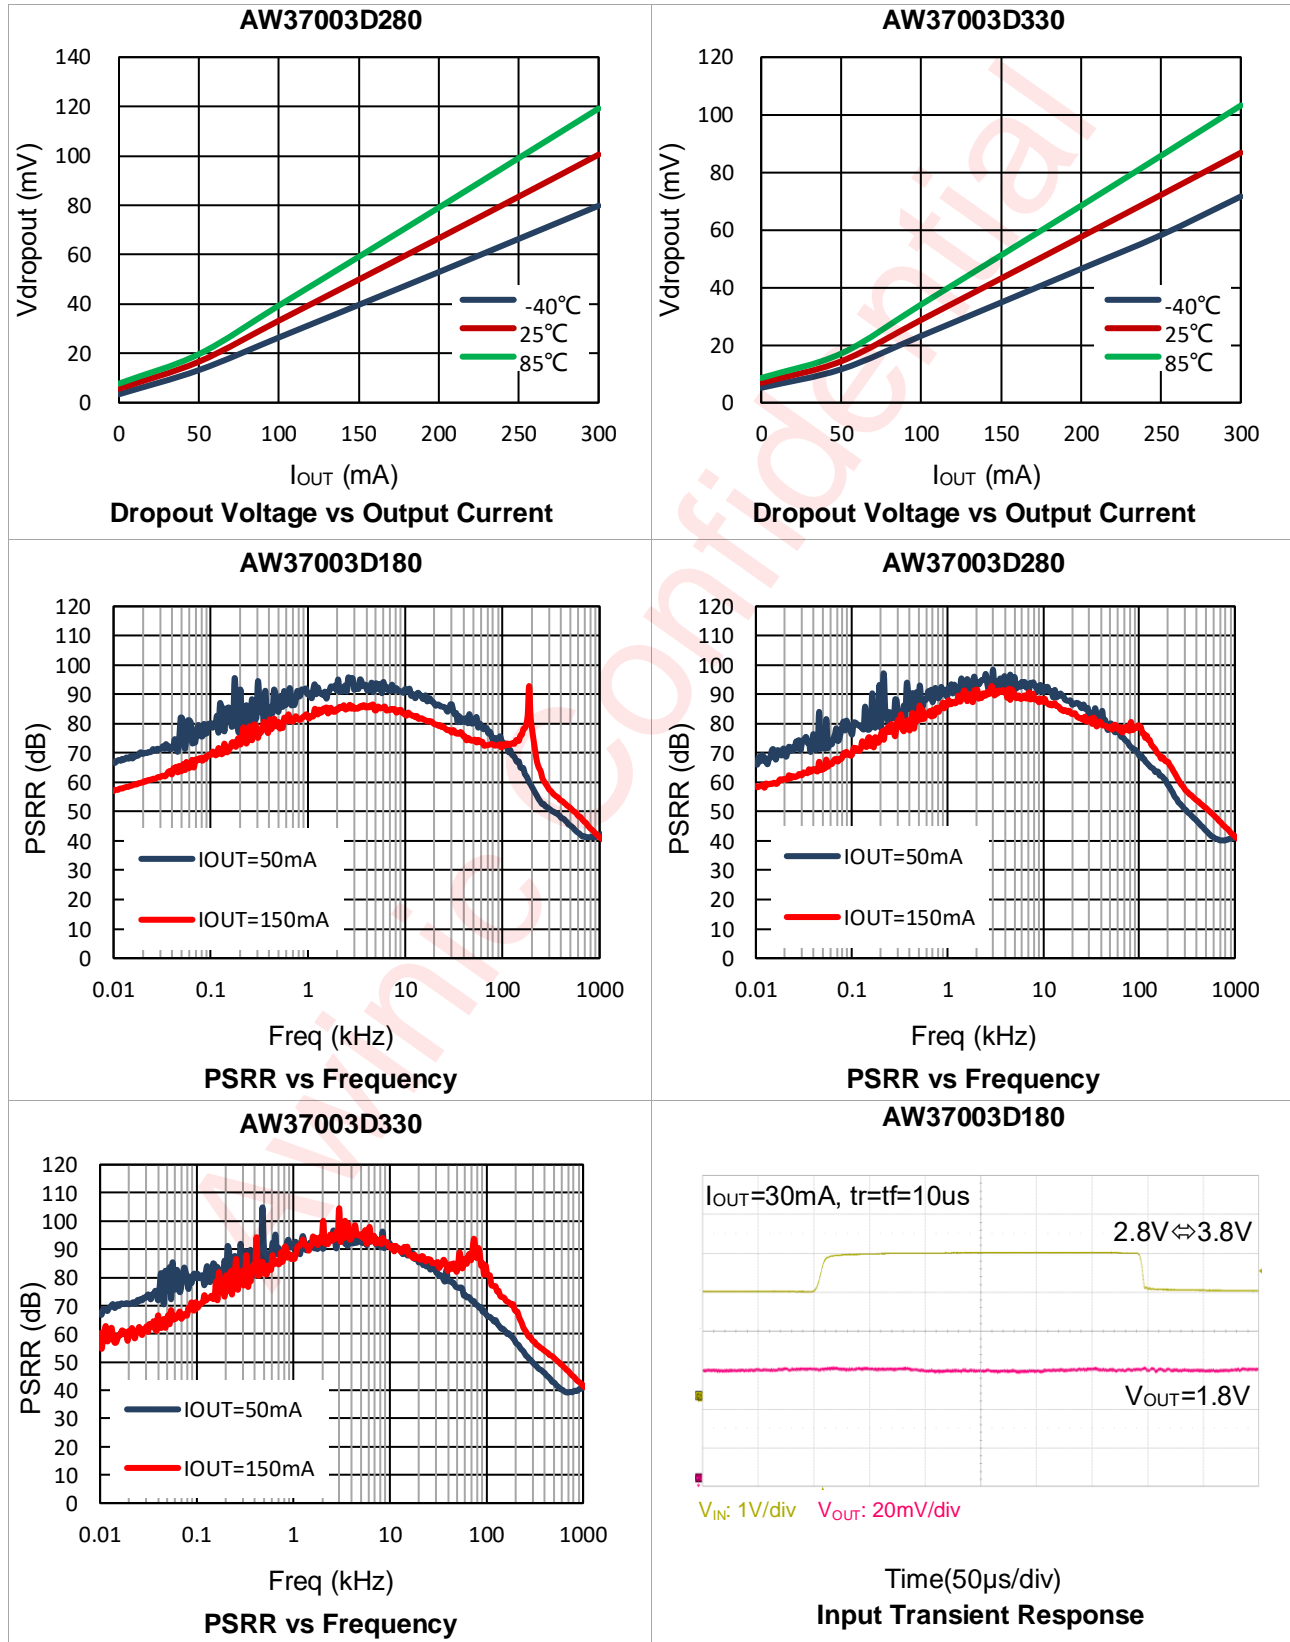 AW37003D280
140
120
100
80
60
40
20
0
Vdropout (mV)
-40℃
25℃
85℃
0 50 100 150 200 250 300
IOUT (mA)
Dropout Voltage vs Output Current
AW37003D330
120
100
80
60
40
20
0
Vdropout (mV)
-40℃
25℃
85℃
0 50 100 150 200 250 300
IOUT (mA)
Dropout Voltage vs Output Current
AW37003D180
120
110
100
90
80
70
60
50
40
30
20
10
0
PSRR (dB)
IOUT=50mA
IOUT=150mA
0.01 0.1 1 10 100 1000
Freq (kHz)
PSRR vs Frequency
AW37003D280
120
110
100
90
80
70
60
50
40
30
20
10
0
PSRR (dB)
IOUT=50mA
IOUT=150mA
0.01 0.1 1 10 100 1000
Freq (kHz)
PSRR vs Frequency
AW37003D330
120
110
100
90
80
70
60
50
40
30
20
10
0
PSRR (dB)
IOUT=50mA
IOUT=150mA
0.01 0.1 1 10 100 1000
Freq (kHz)
PSRR vs Frequency
AW37003D180
IOUT=30mA, tr=tf=10us
2.8V⇔3.8V
VOUT=1.8V
VIN: 1V/div VOUT: 20mV/div
Time(50µs/div)
Input Transient Response
Awinic Confidential